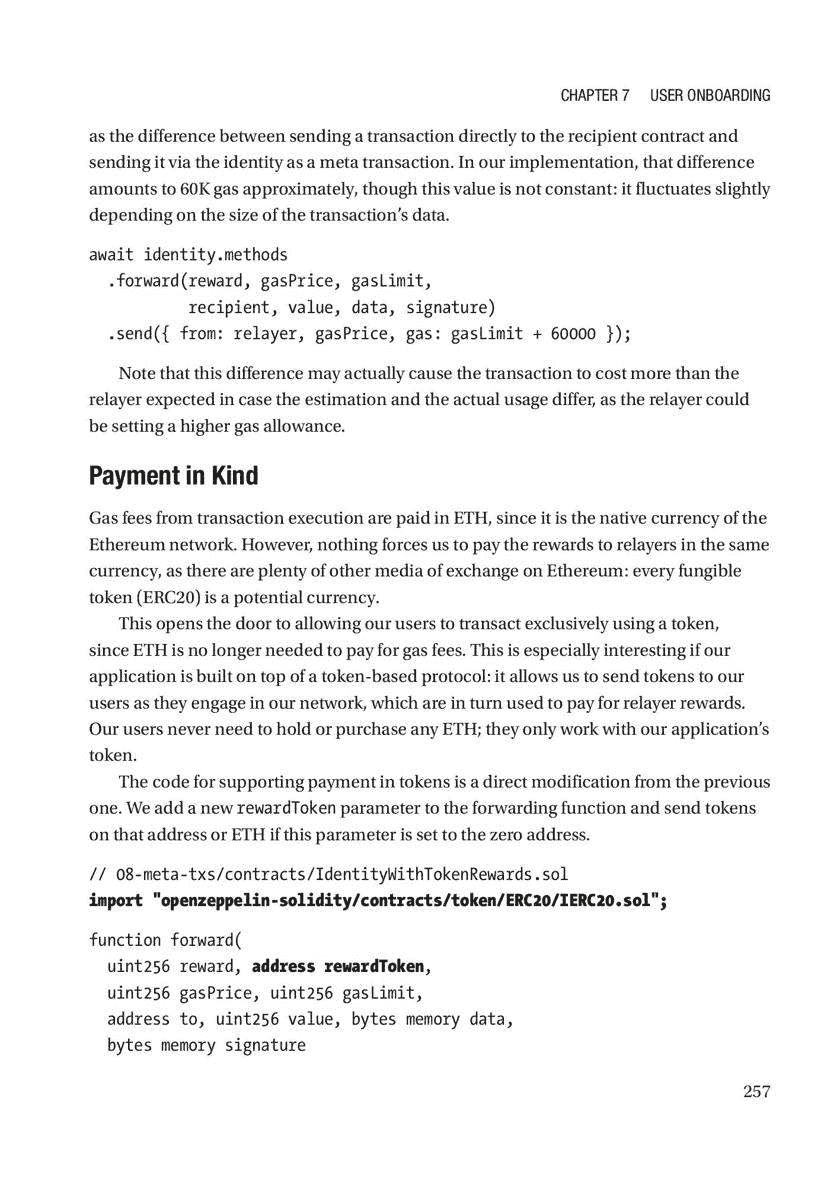 CHAPTER 7 USER ONBOARDING
as the difference between sending a transaction directly to the recipient contract and
sending it via the identity as a meta transaction. In our implementation, that difference
amounts to 60K gas approximately, though this value is not constant: it fluctuates slightly
depending on the size of the transaction’s data.
await identity.methods
.forward(reward, gasPrice, gasLimit,
recipient, value, data, signature)
.send({ from: relayer, gasPrice, gas: gasLimit + 60000 });
Note that this difference may actually cause the transaction to cost more than the
relayer expected in case the estimation and the actual usage differ, as the relayer could
be setting a higher gas allowance.
Payment in Kind
Gas fees from transaction execution are paid in ETH, since it is the native currency of the
Ethereum network. However, nothing forces us to pay the rewards to relayers in the same
currency, as there are plenty of other media of exchange on Ethereum: every fungible
token (ERC20) is a potential currency.
This opens the door to allowing our users to transact exclusively using a token,
since ETH is no longer needed to pay for gas fees. This is especially interesting if our
application is built on top of a token-based protocol: it allows us to send tokens to our
users as they engage in our network, which are in turn used to pay for relayer rewards.
Our users never need to hold or purchase any ETH; they only work with our application’s
token.
The code for supporting payment in tokens is a direct modification from the previous
one. We add a new rewardToken parameter to the forwarding function and send tokens
on that address or ETH if this parameter is set to the zero address.
// 08-meta-txs/contracts/IdentityWithTokenRewards.sol
import "openzeppelin-solidity/contracts/token/ERC20/IERC20.sol";
function forward(
uint256 reward, address rewardToken,
uint256 gasPrice, uint256 gasLimit,
address to, uint256 value, bytes memory data,
bytes memory signature
257